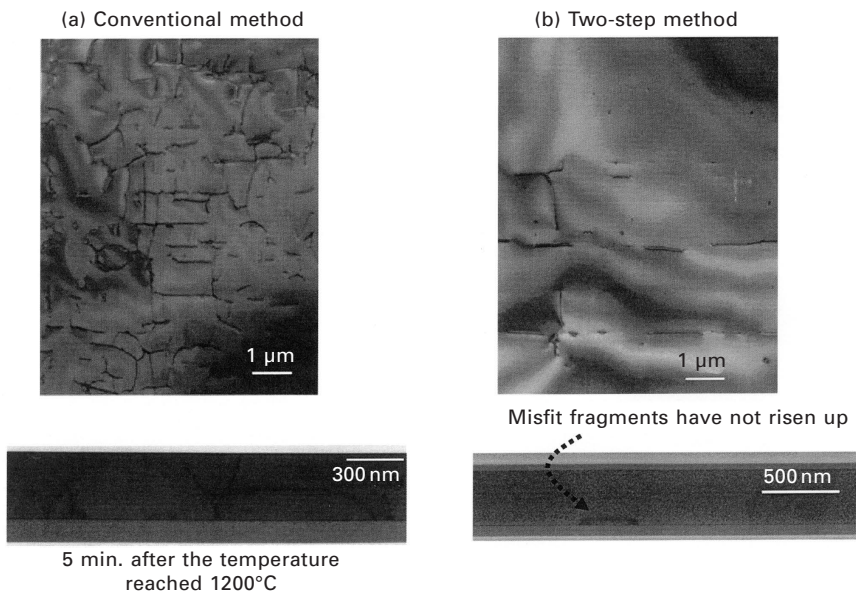 (a) Conventional method
(b) Two-step method
1 µm
1 µm
Misfit fragments have not risen up
300 nm
500 nm
5 min. after the temperature
reached 1200°C